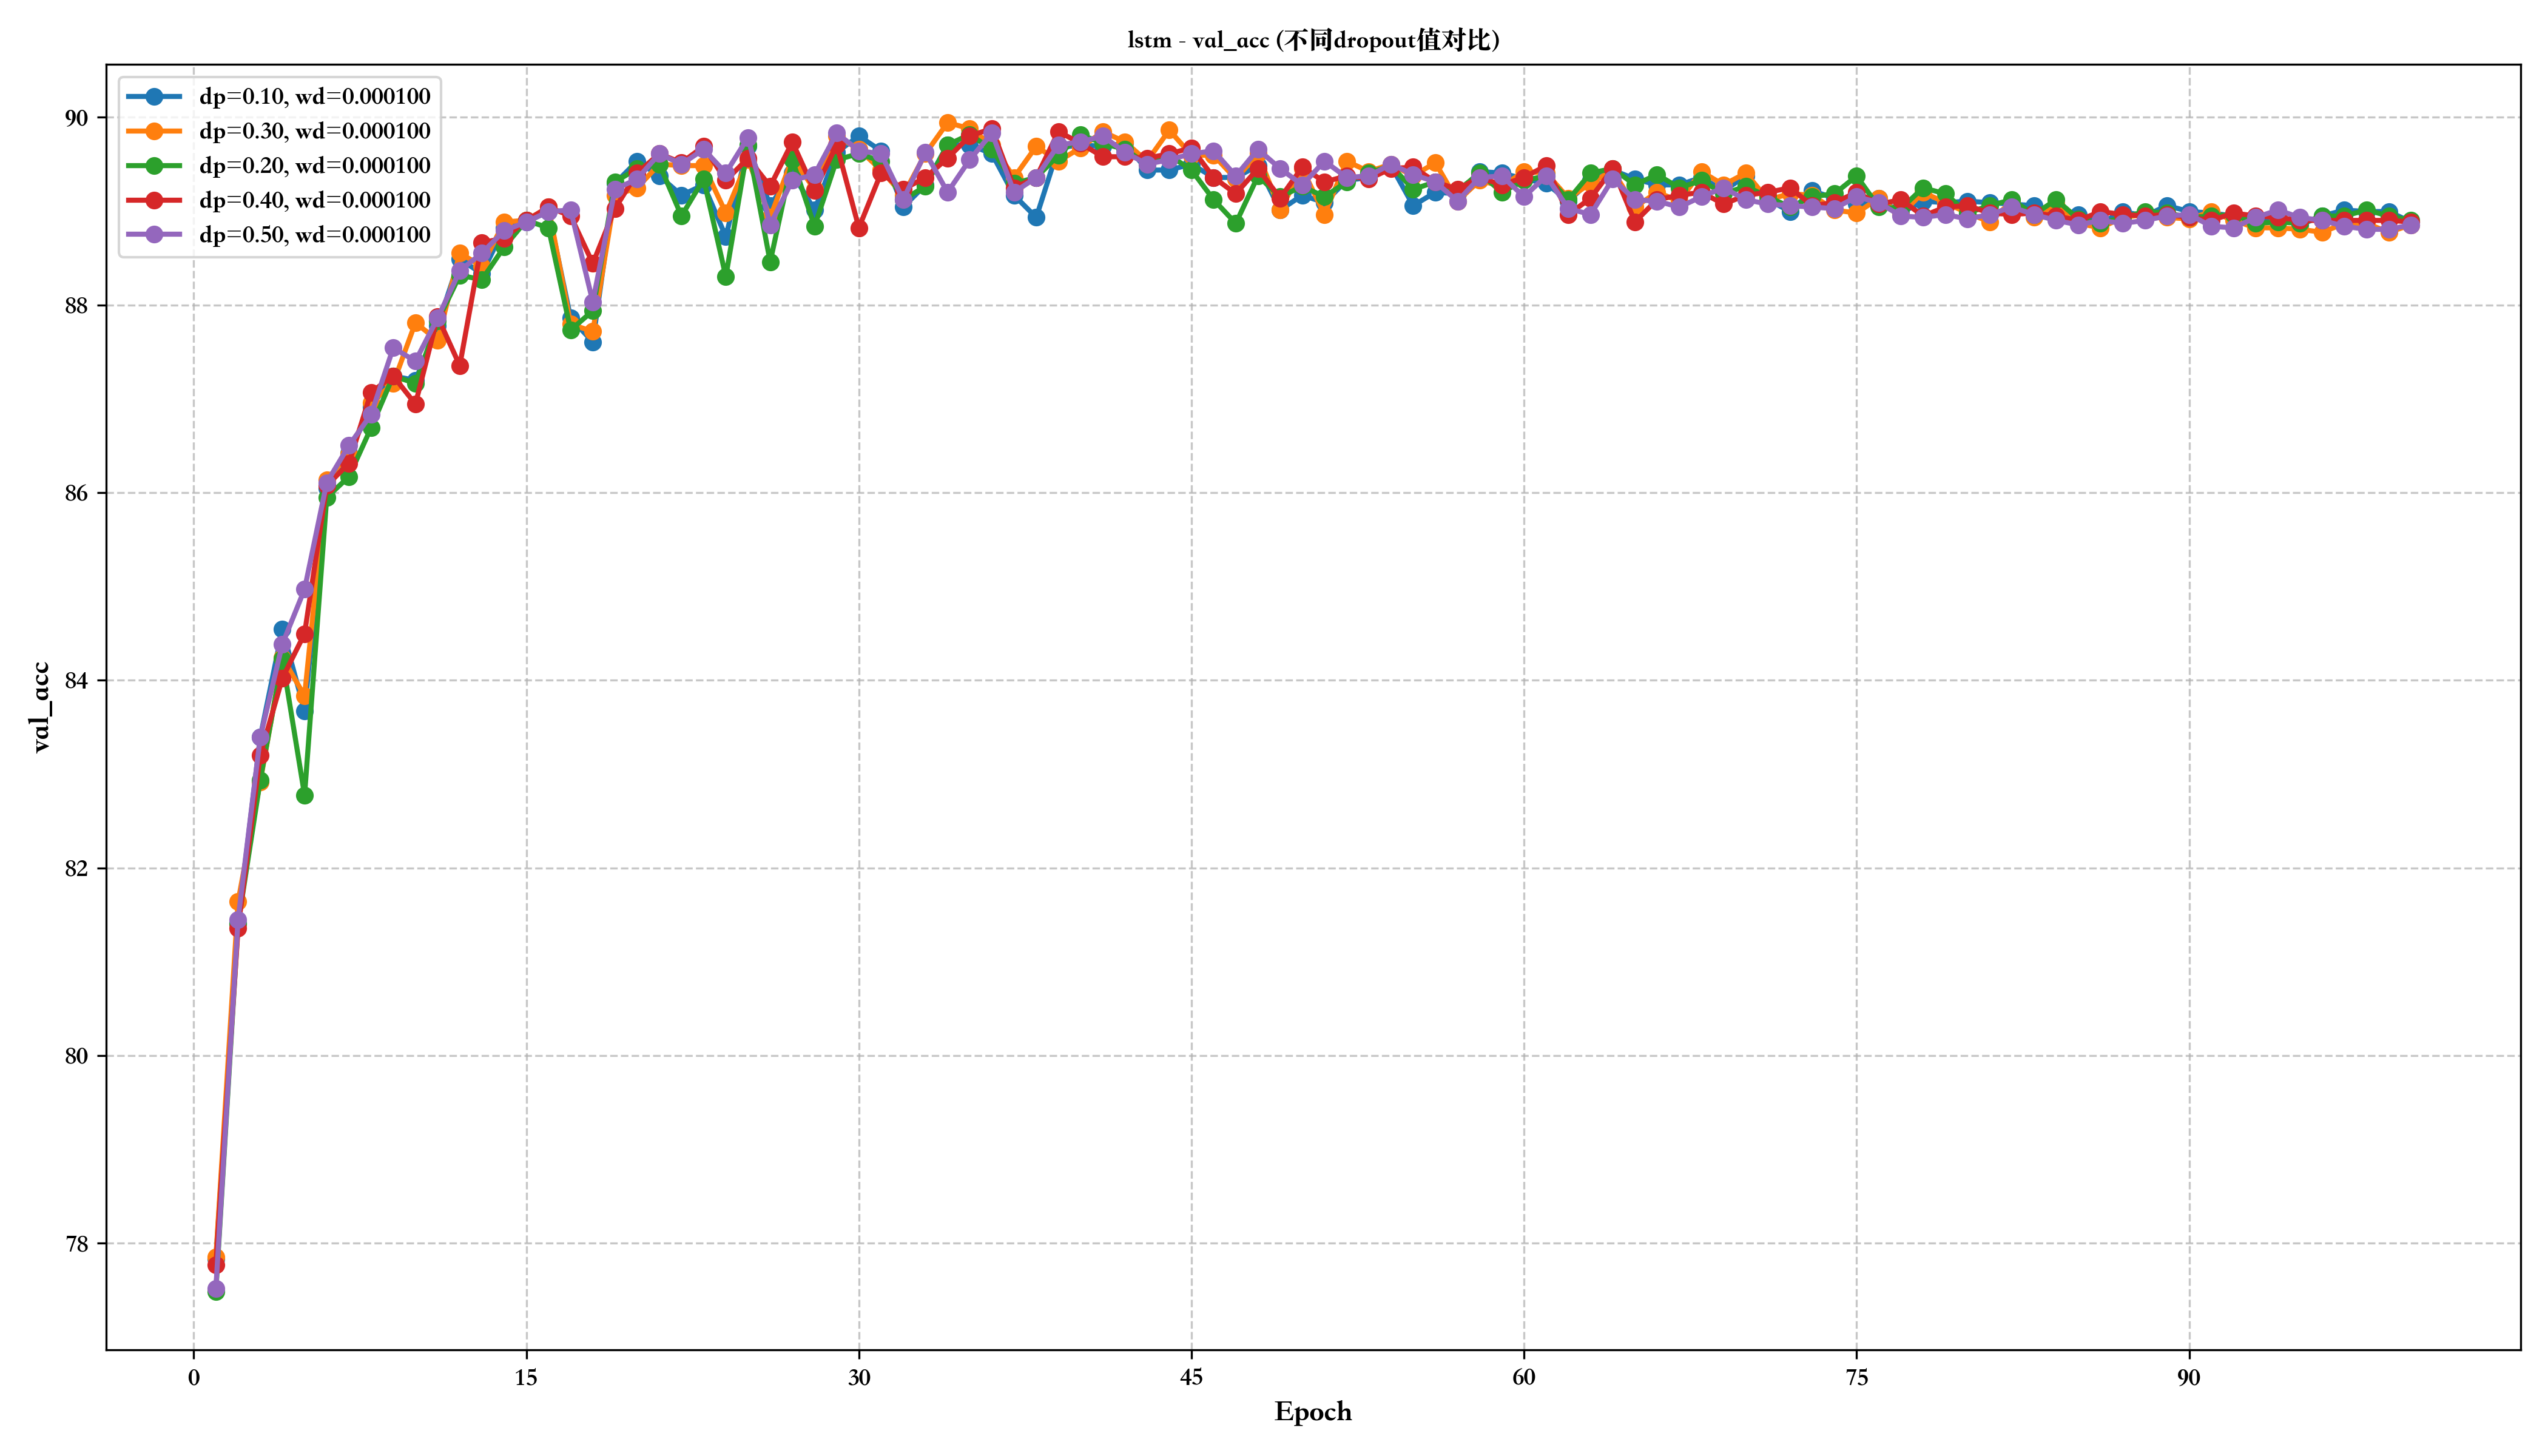 lstm - val_acc (不同dropout值对比)
dp=0.10, wd=0.000100
dp=0.30, wd=0.000100
dp=0.20, wd=0.000100
dp=0.40, wd=0.000100
dp=0.50, wd=0.000100
90
88
86
84
82
80
78
val_acc
0 15 30 45 60 75 90
Epoch